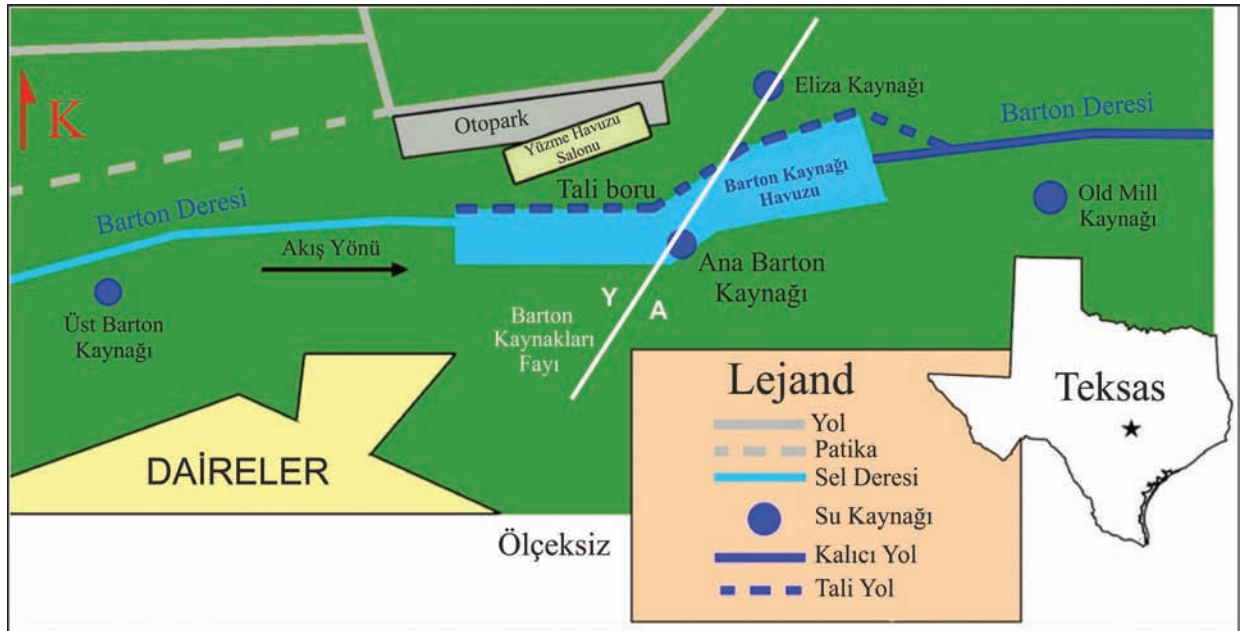 K
Otopark
Yüzme Havuzu
Salonu
Eliza Kaynağı
Barton Deresi
Barton Deresi
Tali boru
Barton Kaynağı
Havuzu
Old Mill
Kaynağı
Akış Yönü
Ana Barton
Kaynağı
Üst Barton
Kaynağı
Y
A
Barton
Kaynakları
Fayı
DAİRELER
Ölçeksiz
Lejand
Yol
Patika
Sel Deresi
Su Kaynağı
Kalıcı Yol
Tali Yol
Teksas